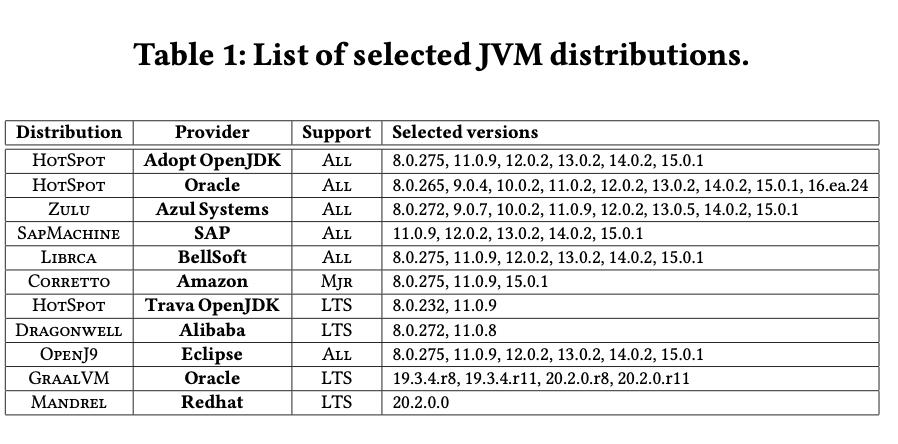 Table 1: List of selected JVM distributions.
Distribution Provider Support Selected versions
HotSpot Adopt OpenJDK All 8.0.275, 11.0.9, 12.0.2, 13.0.2, 14.0.2, 15.0.1
HotSpot Oracle All 8.0.265, 9.0.4, 10.0.2, 11.0.2, 12.0.2, 13.0.2, 14.0.2, 15.0.1, 16.ea.24
Zulu Azul Systems All 8.0.272, 9.0.7, 10.0.2, 11.0.9, 12.0.2, 13.0.5, 14.0.2, 15.0.1
SapMachine SAP All 11.0.9, 12.0.2, 13.0.2, 14.0.2, 15.0.1
Librca BellSoft All 8.0.275, 11.0.9, 12.0.2, 13.0.2, 14.0.2, 15.0.1
Corretto Amazon Mjr 8.0.275, 11.0.9, 15.0.1
HotSpot Trava OpenJDK LTS 8.0.232, 11.0.9
Dragonwell Alibaba LTS 8.0.272, 11.0.8
OpenJ9 Eclipse All 8.0.275, 11.0.9, 12.0.2, 13.0.2, 14.0.2, 15.0.1
GraalVM Oracle LTS 19.3.4.r8, 19.3.4.r11, 20.2.0.r8, 20.2.0.r11
Mandrel Redhat LTS 20.2.0.0